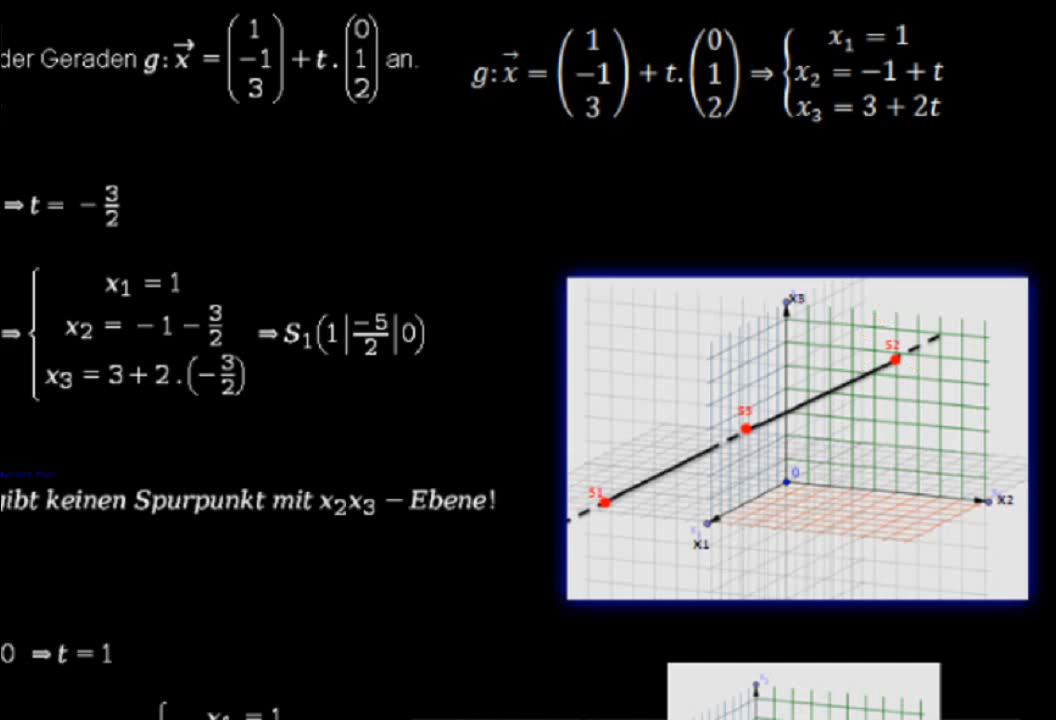 der Geraden g: x⃗ = (1 −1 3) + t . (0 1 2) an.
g: x⃗ = (1 −1 3) + t. (0 1 2) ⇒ { x₁ = 1
x₂ = −1 + t
x₃ = 3 + 2t
⇒ t = − 3/2
⇒ { x₁ = 1
x₂ = −1 − 3/2 ⇒ S₁(1|−5/2|0)
x₃ = 3+2.(−3/2)
gibt keinen Spurpunkt mit x₂x₃ − Ebene!
X3
S2
S3
S1
O
X2
X1
0 ⇒ t = 1
x₁ = 1